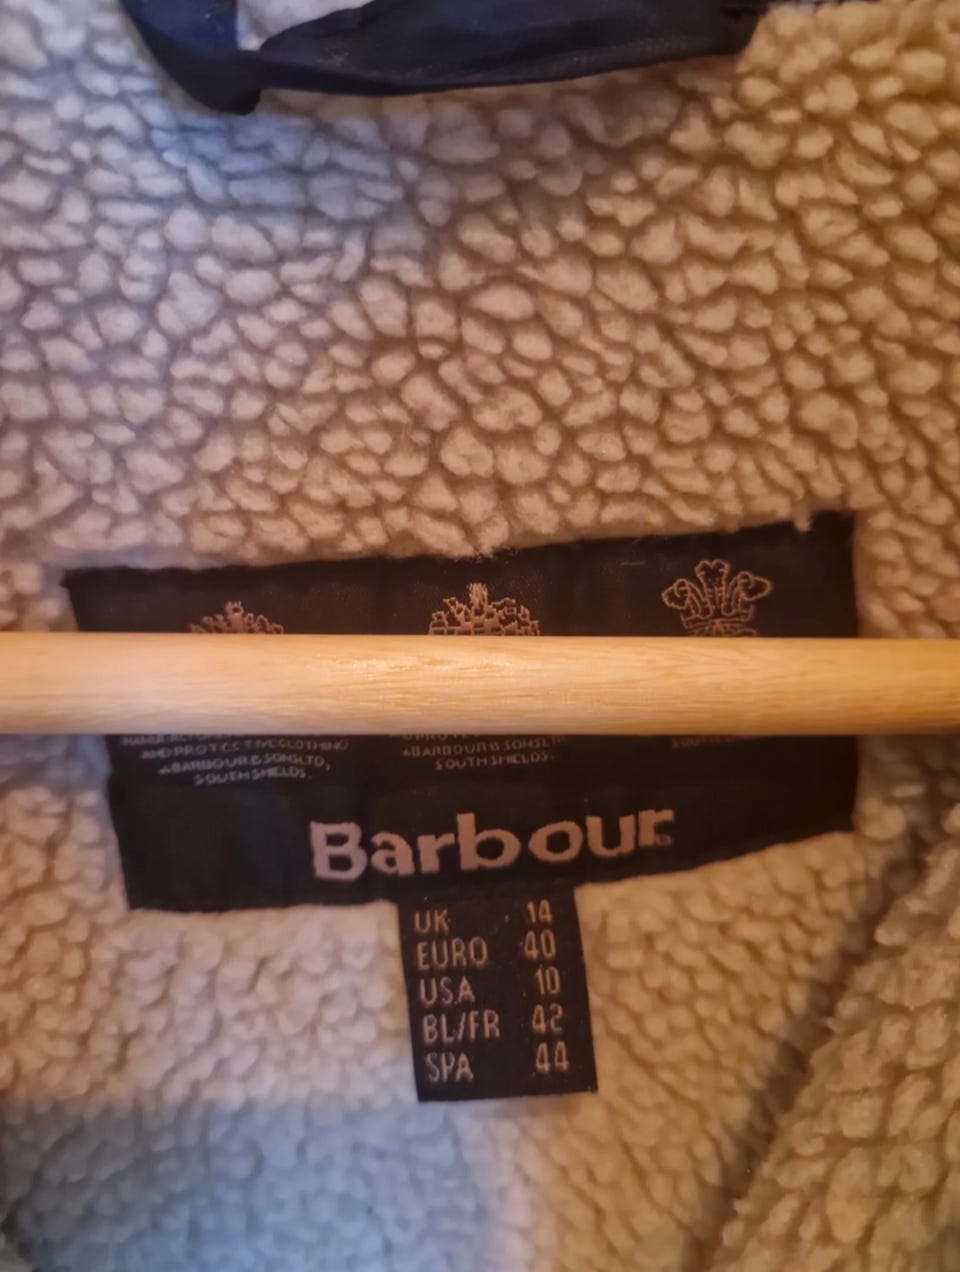 AND PROTECTIVE CLOTHING
J.BARBOUR & SONS LTD,
SOUTH SHIELDS.
J.BARBOUR & SONS LTD
SOUTH SHIELDS.
SOUTH
Barbour
UK 14
EURO 40
USA 10
BL/FR 42
SPA 44